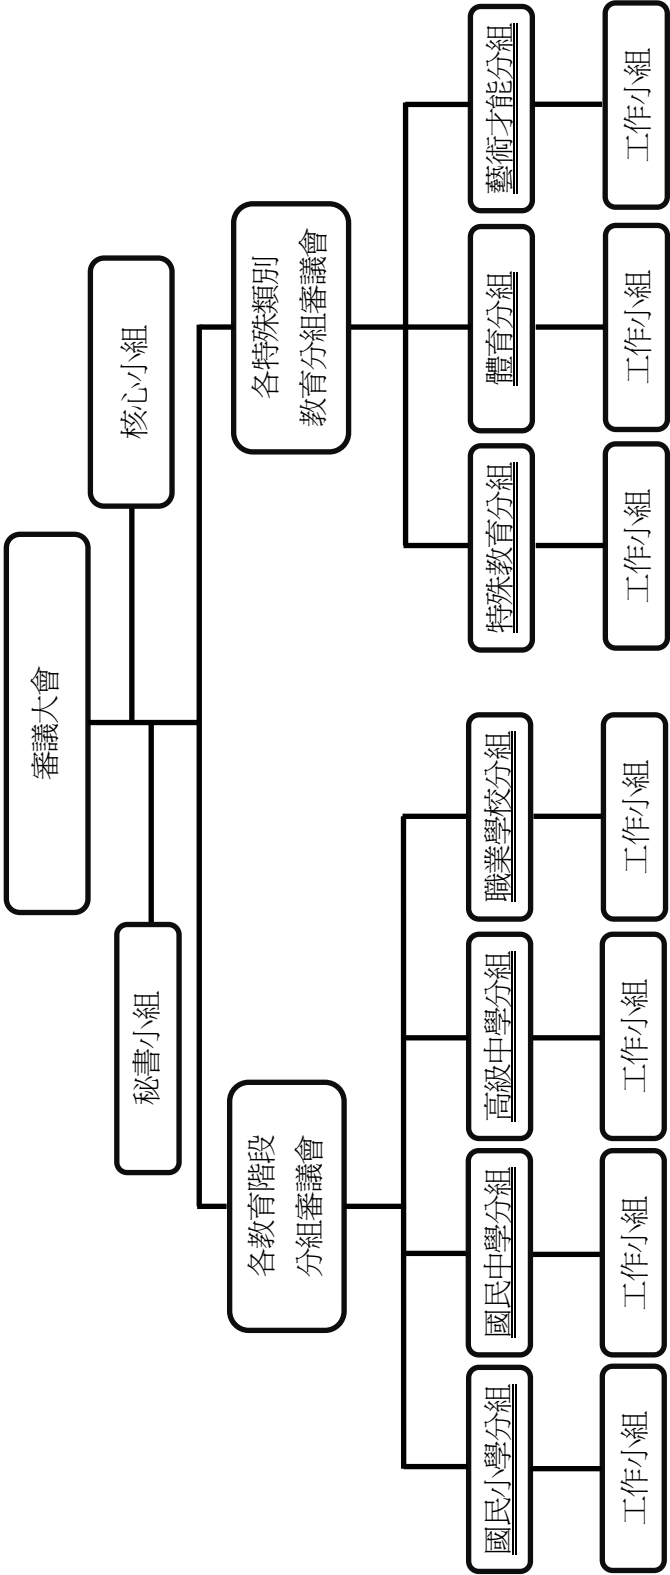 審議大會
核心小組
秘書小組
各教育階段
分組審議會
各特殊類別
教育分組審議會
國民小學分組
國民中學分組
高級中學分組
職業學校分組
特殊教育分組
體育分組
藝術才能分組
工作小組
工作小組
工作小組
工作小組
工作小組
工作小組
工作小組